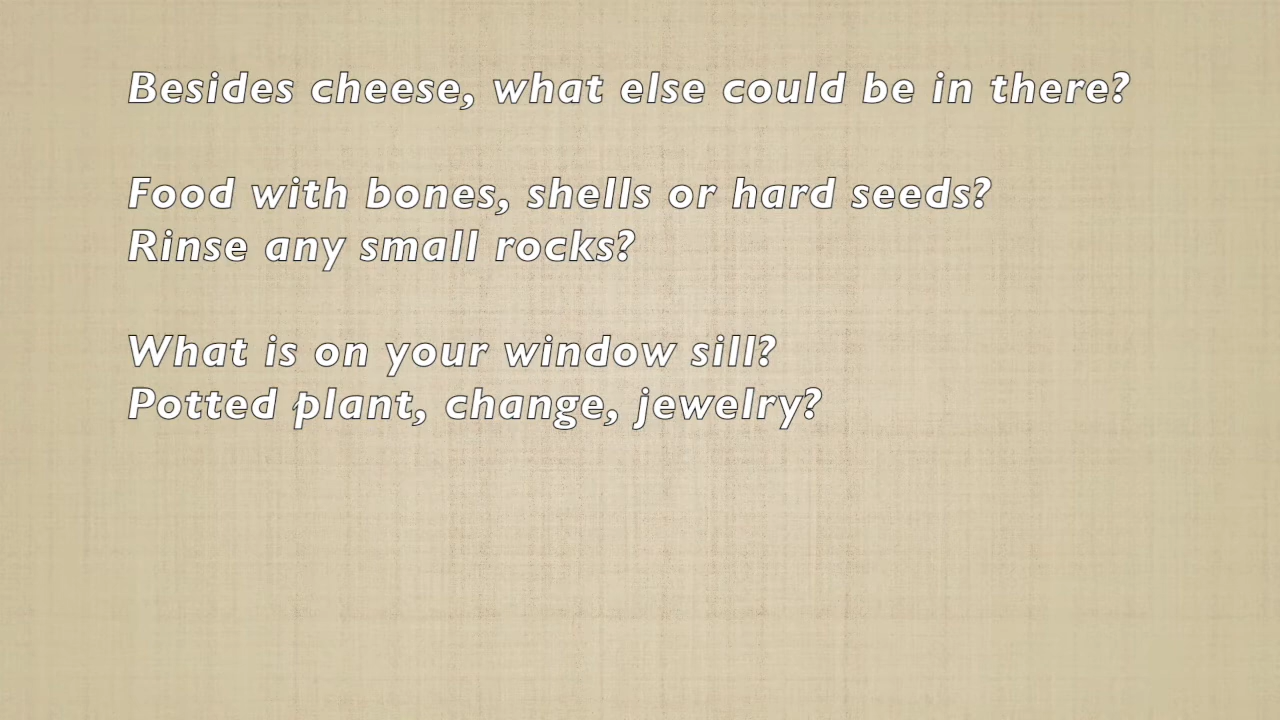 Besides cheese, what else could be in there?
Food with bones, shells or hard seeds?
Rinse any small rocks?
What is on your window sill?
Potted plant, change, jewelry?